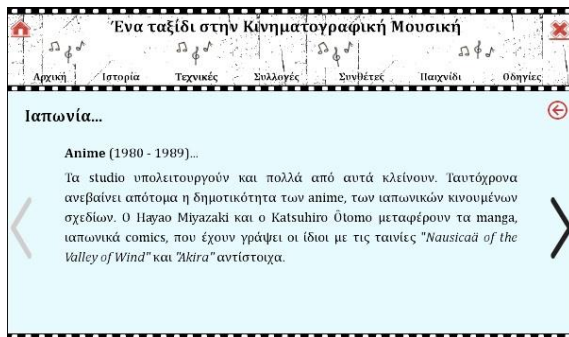 Ένα ταξίδι στην Κινηματογραφική Μουσική
Αρχική Ιστορία Τεχνικές Συλλογές Συνθέτες Παιχνίδι Οδηγίες
Ιαπωνία...
Anime (1980 - 1989)...
Τα studio υπολειτουργούν και πολλά από αυτά κλείνουν. Ταυτόχρονα
ανεβαίνει απότομα η δημοτικότητα των anime, των ιαπωνικών κινουμένων
σχεδίων. Ο Hayao Miyazaki και ο Katsuhiro Ōtomo μεταφέρουν τα manga,
ιαπωνικά comics, που έχουν γράψει οι ίδιοι με τις ταινίες "Nausicaä of the
Valley of Wind" και "Akira" αντίστοιχα.